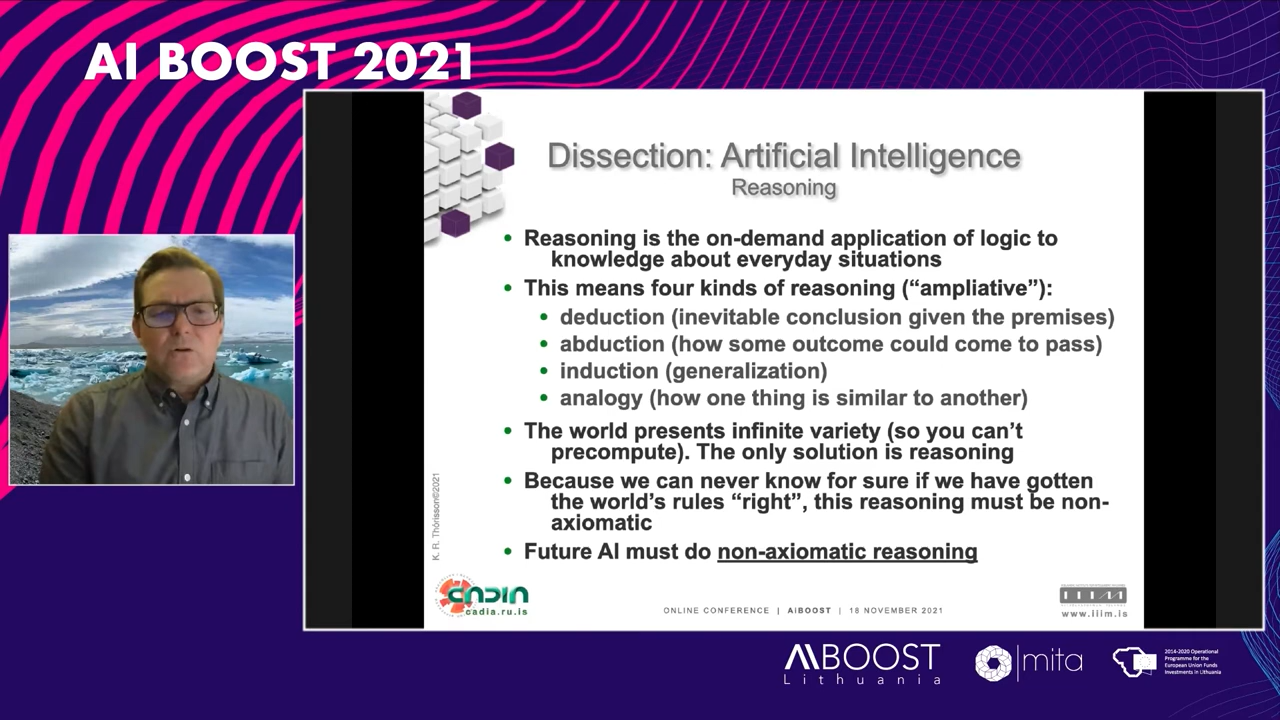 AI BOOST 2021
Dissection: Artificial Intelligence
Reasoning
• Reasoning is the on-demand application of logic to
knowledge about everyday situations
• This means four kinds of reasoning (“ampliative”):
• deduction (inevitable conclusion given the premises)
• abduction (how some outcome could come to pass)
• induction (generalization)
• analogy (how one thing is similar to another)
• The world presents infinite variety (so you can’t
precompute). The only solution is reasoning
• Because we can never know for sure if we have gotten
the world’s rules “right”, this reasoning must be non-
axiomatic
• Future AI must do non-axiomatic reasoning
K. R. Thórisson©2021
CADIA
cadia.ru.is
ONLINE CONFERENCE | AiBOOST | 18 NOVEMBER 2021
IIIM
www.iiim.is
AIBOOST
Lithuania
mita
2014-2020 Operational
Programme for the
European Union Funds
Investments in Lithuania